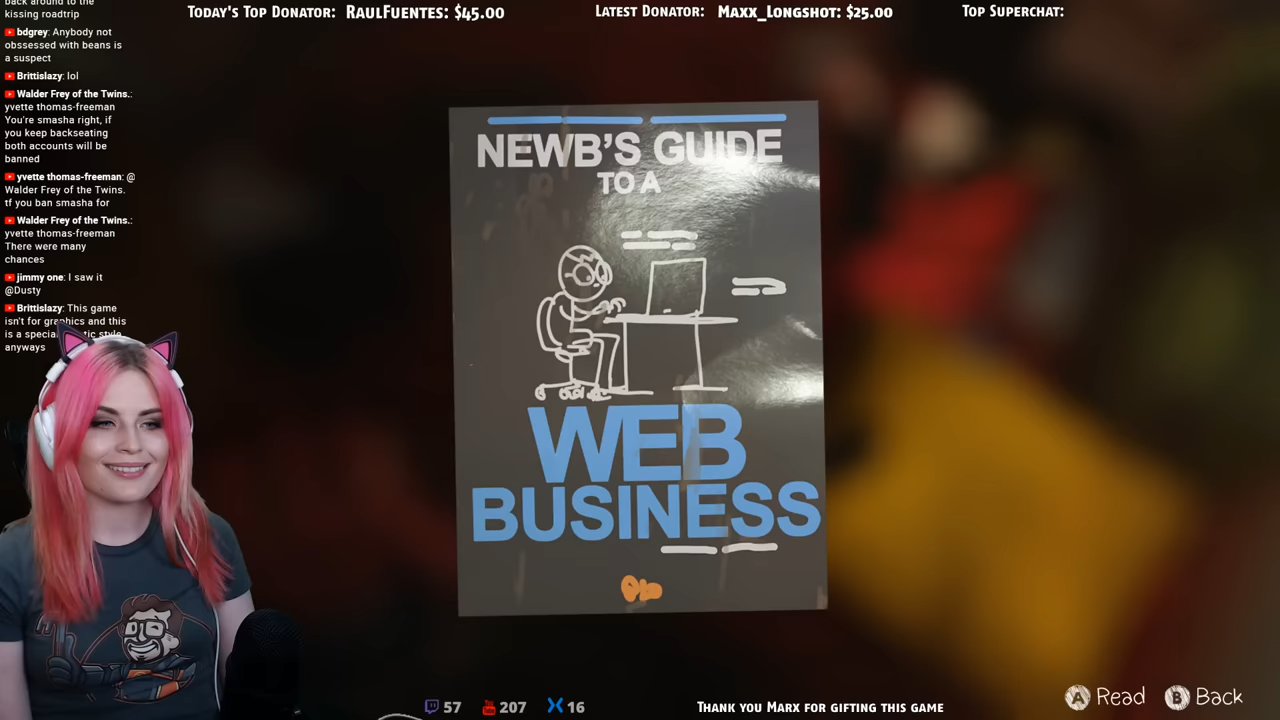 back around to the
kissing roadtrip
bdgrey: Anybody not
obssessed with beans is
a suspect
Brittislazy: lol
Walder Frey of the Twins.:
yvette thomas-freeman
You're smasha right, if
you keep backseating
both accounts will be
banned
yvette thomas-freeman: @
Walder Frey of the Twins.
tf you ban smasha for
Walder Frey of the Twins.:
yvette thomas-freeman
There were many
chances
jimmy one: I saw it
@Dusty
Brittislazy: This game
isn't for graphics and this
is a special tic style
anyways
Today's Top Donator: RaulFuentes: $45.00
Latest Donator: Maxx_Longshot: $25.00
Top Superchat:
NEWB'S GUIDE
TO A
WEB
BUSINESS
57
207
16
Thank you Marx for gifting this game
A Read
B Back